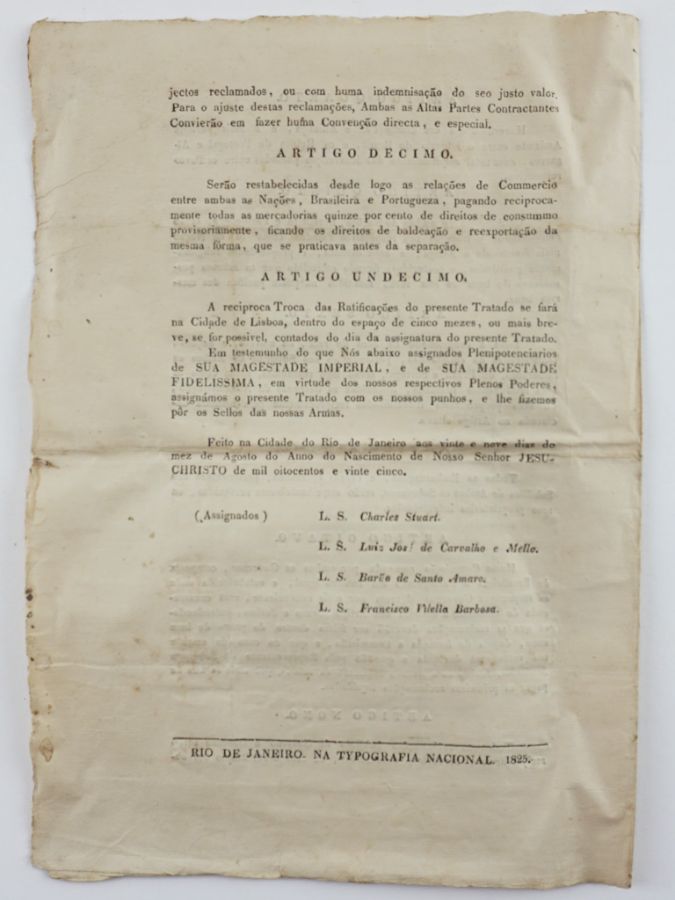 jectos reclamados, ou com huma indemnisação do seo justo valor.
Para o ajuste destas reclamações, Ambas as Altas Partes Contractantes
Convierão em fazer huma Convenção directa, e especial.
ARTIGO DECIMO.
Serão restabelecidas desde logo as relações de Commercio
entre ambas as Nações, Brasileira e Portugueza, pagando reciproca-
mente todas as mercadorias quinze por cento de direitos de consummo
provisoriamente, ficando os direitos de baldeação e reexportação da
mesma fórma, que se praticava antes da separação.
ARTIGO UNDECIMO.
A reciproca Troca das Ratificações do presente Tratado se fará
na Cidade de Lisboa, dentro do espaço de cinco mezes, ou mais bre-
ve, se for possivel, contados do dia da assignatura do presente Tratado.
Em testemunho do que Nós abaixo assignados Plenipotenciarios
de SUA MAGESTADE IMPERIAL, e de SUA MAGESTADE
FIDELISSIMA, em virtude dos nossos respectivos Plenos Poderes,
assignámos o presente Tratado com os nossos punhos, e lhe fizemos
pôr os Sellos das nossas Armas.
Feito na Cidade do Rio de Janeiro aos vinte e nove dias do
mez de Agosto do Anno do Nascimento de Nosso Senhor JESU-
CHRISTO de mil oitocentos e vinte cinco.
(Assignados) L. S. Charles Stuart.
L. S. Luiz José de Carvalho e Mello.
L. S. Barão de Santo Amaro.
L. S. Francisco Vilella Barbosa.
RIO DE JANEIRO. NA TYPOGRAFIA NACIONAL. 1825.